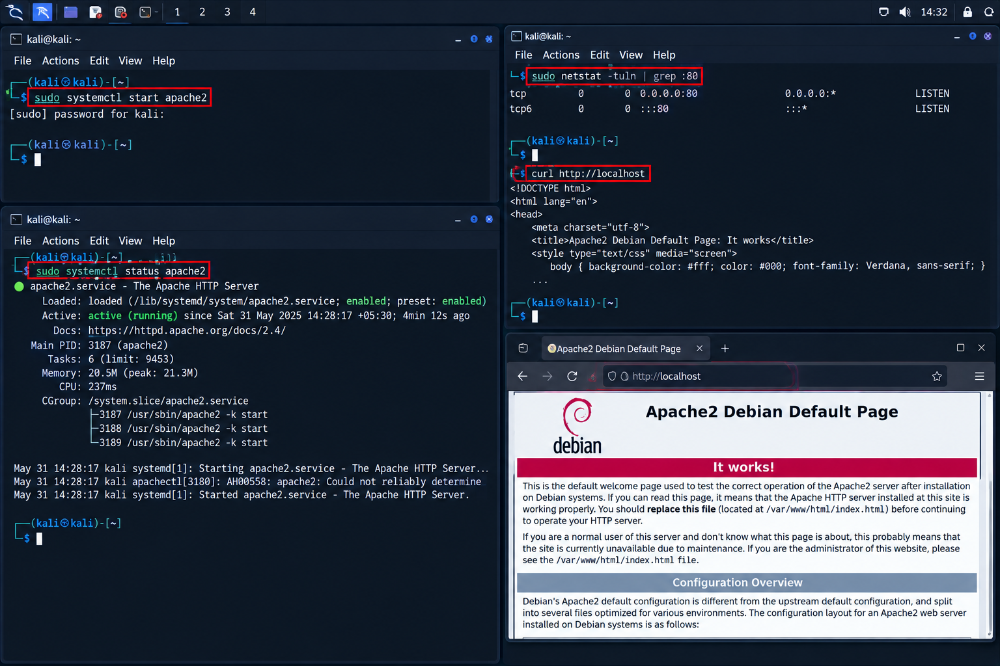 1 2 3 4 14:32
kali@kali: ~
File Actions Edit View Help
┌──(kali㉿kali)-[~]
└─$ sudo systemctl start apache2
[sudo] password for kali:
┌──(kali㉿kali)-[~]
└─$
kali@kali: ~
File Actions Edit View Help
┌──(kali㉿kali)-[~]
└─$ sudo systemctl status apache2
● apache2.service - The Apache HTTP Server
Loaded: loaded (/lib/systemd/system/apache2.service; enabled; preset: enabled)
Active: active (running) since Sat 31 May 2025 14:28:17 +05:30; 4min 12s ago
Docs: https://httpd.apache.org/docs/2.4/
Main PID: 3187 (apache2)
Tasks: 6 (limit: 9453)
Memory: 20.5M (peak: 21.3M)
CPU: 237ms
CGroup: /system.slice/apache2.service
├─3187 /usr/sbin/apache2 -k start
├─3188 /usr/sbin/apache2 -k start
└─3189 /usr/sbin/apache2 -k start
May 31 14:28:17 kali systemd[1]: Starting apache2.service - The Apache HTTP Server...
May 31 14:28:17 kali apachectl[3180]: AH00558: apache2: Could not reliably determine
May 31 14:28:17 kali systemd[1]: Started apache2.service - The Apache HTTP Server.
┌──(kali㉿kali)-[~]
└─$
kali@kali: ~
File Actions Edit View Help
└─$ sudo netstat -tuln | grep :80
tcp 0 0 0.0.0.0:80 0.0.0.0:* LISTEN
tcp6 0 0 :::80 :::* LISTEN
┌──(kali㉿kali)-[~]
└─$
└─$ curl http://localhost
<!DOCTYPE html>
<html lang="en">
<head>
<meta charset="utf-8">
<title>Apache2 Debian Default Page: It works</title>
<style type="text/css" media="screen">
body { background-color: #fff; color: #000; font-family: Verdana, sans-serif; }
...
┌──(kali㉿kali)-[~]
└─$
Apache2 Debian Default Page
http://localhost
debian
Apache2 Debian Default Page
It works!
This is the default welcome page used to test the correct operation of the Apache2 server after installation
on Debian systems. If you can read this page, it means that the Apache HTTP server installed at this site is
working properly. You should replace this file (located at /var/www/html/index.html) before continuing
to operate your HTTP server.
If you are a normal user of this server and don't know what this page is about, this probably means that
the site is currently unavailable due to maintenance. If you are the administrator of this website, please
see the /var/www/html/index.html file.
Configuration Overview
Debian's Apache2 default configuration is different from the upstream default configuration, and split
into several files optimized for various environments. The configuration layout for an Apache2 web server
installed on Debian systems is as follows: